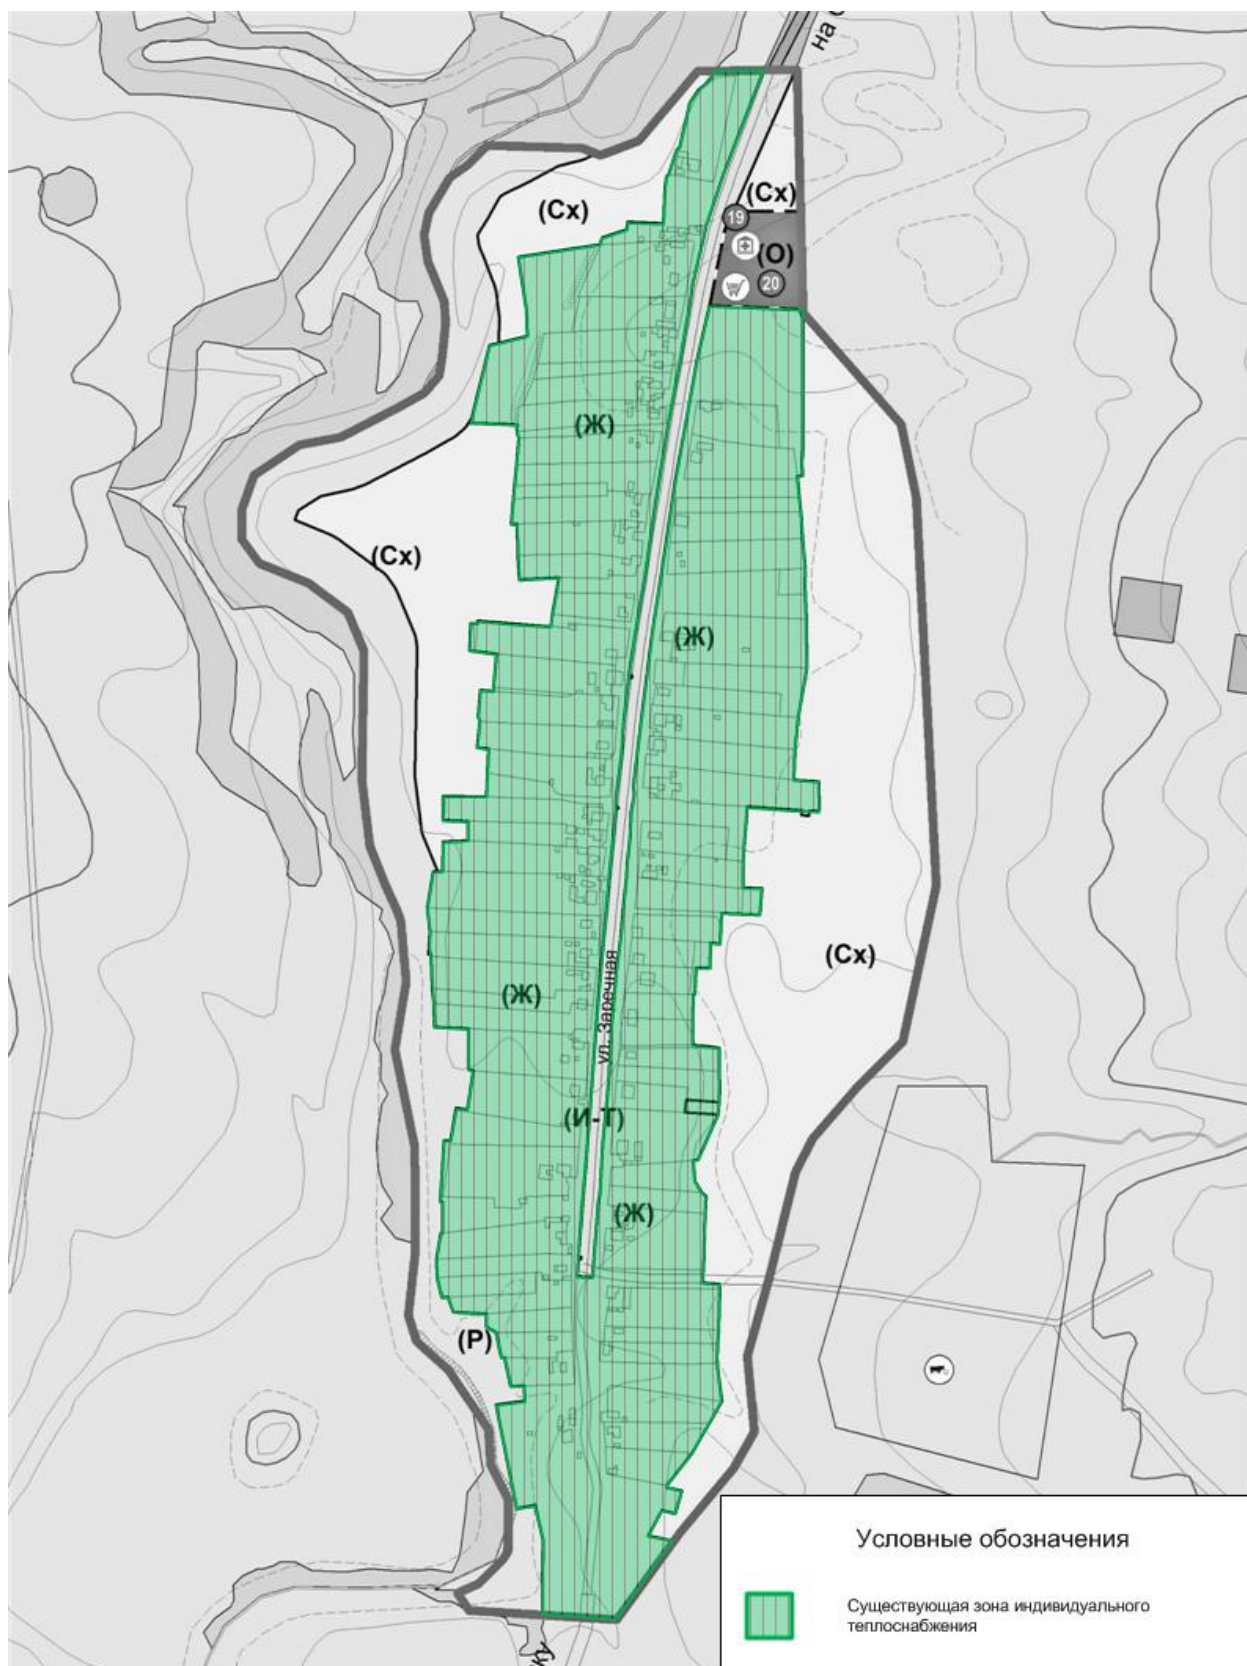 на
(Сх)
(Сх)
19
(О)
20
(Ж)
(Сх)
(Ж)
(Сх)
(Ж)
ул. Заречная
(И-Т)
(Ж)
(Р)
Условные обозначения
Существующая зона индивидуального
теплоснабжения